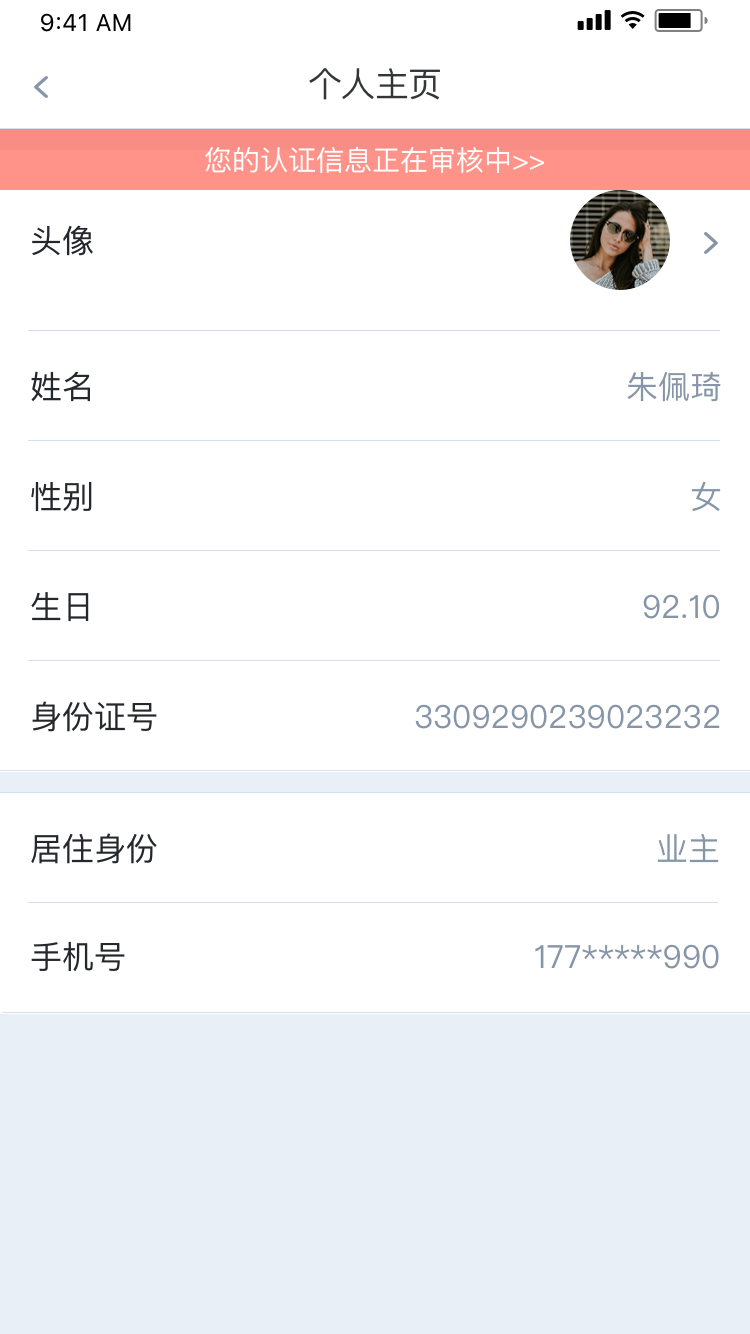 9:41 AM
个人主页
您的认证信息正在审核中>>
头像
姓名 朱佩琦
性别 女
生日 92.10
身份证号 3309290239023232
居住身份 业主
手机号 177*****990